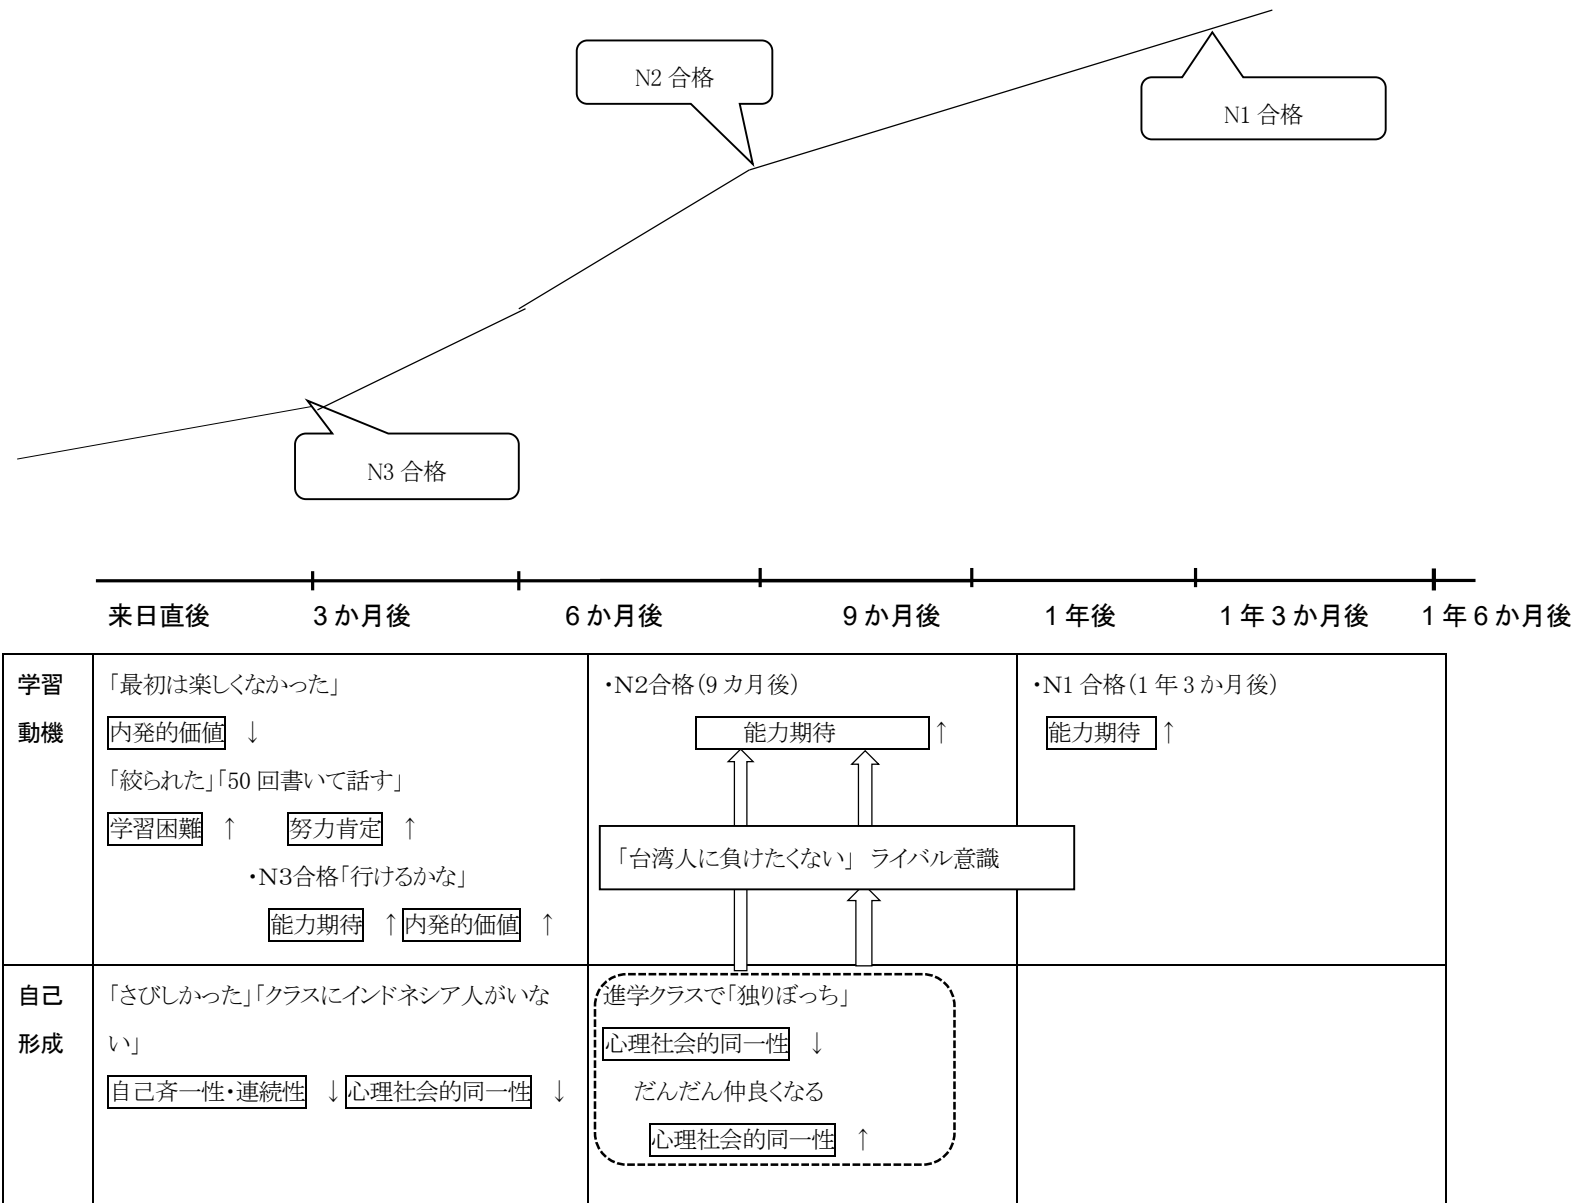 N2 合格
N1 合格
N3 合格
来日直後 3 か月後 6 か月後 9 か月後 1 年後 1 年 3 か月後 1 年 6 か月後
学習
動機
「最初は楽しくなかった」
内発的価値 ↓
「絞られた」「50 回書いて話す」
学習困難 ↑ 努力肯定 ↑
・N3合格「行けるかな」
能力期待 ↑ 内発的価値 ↑
・N2合格(9 カ月後)
能力期待 ↑
「台湾人に負けたくない」 ライバル意識
・N1 合格(1 年 3 か月後)
能力期待 ↑
自己
形成
「さびしかった」「クラスにインドネシア人がいな
い」
自己斉一性・連続性 ↓ 心理社会的同一性 ↓
進学クラスで「独りぼっち」
心理社会的同一性 ↓
だんだん仲良くなる
心理社会的同一性 ↑